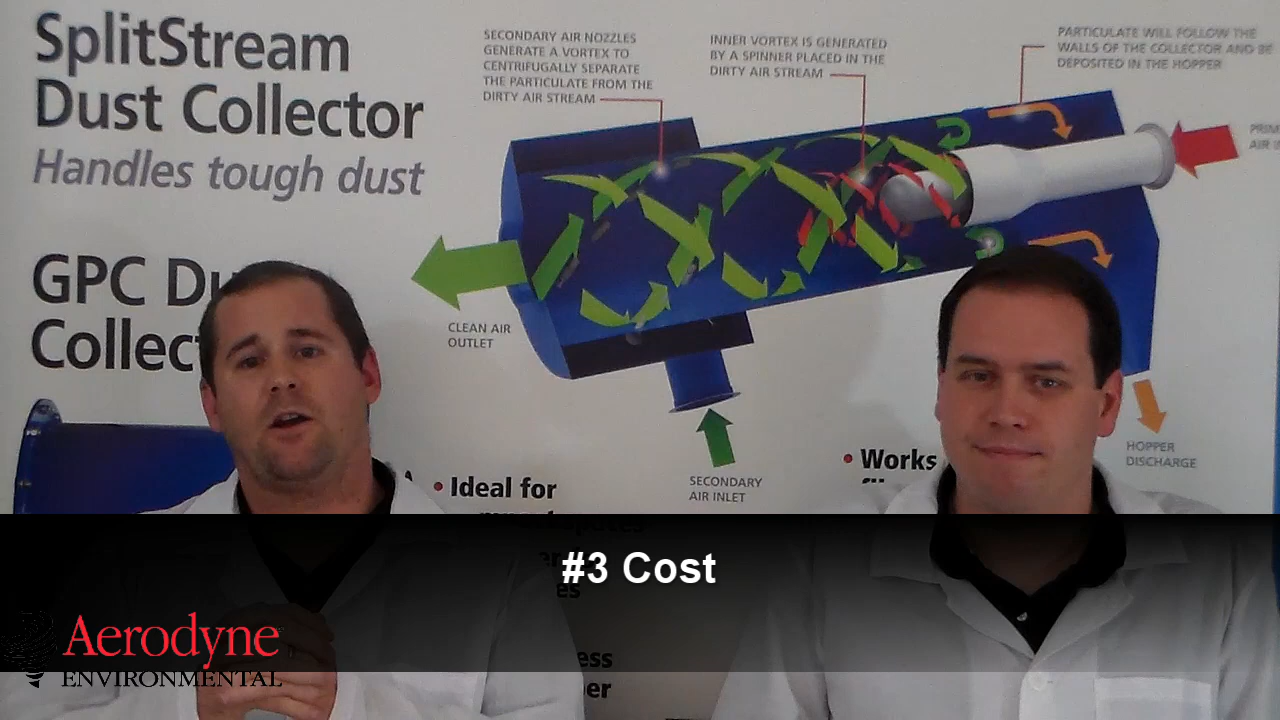 SplitStream
Dust Collector
Handles tough dust
SECONDARY AIR NOZZLES
GENERATE A VORTEX TO
CENTRIFUGALLY SEPARATE
THE PARTICULATE FROM THE
DIRTY AIR STREAM
INNER VORTEX IS GENERATED
BY A SPINNER PLACED IN THE
DIRTY AIR STREAM
PARTICULATE WILL FOLLOW THE
WALLS OF THE COLLECTOR AND BE
DEPOSITED IN THE HOPPER
AIR
GPC
CLEAN AIR
OUTLET
SECONDARY
AIR INLET
HOPPER
DISCHARGE
• Ideal for
• Works
#3 Cost
Aerodyne
ENVIRONMENTAL